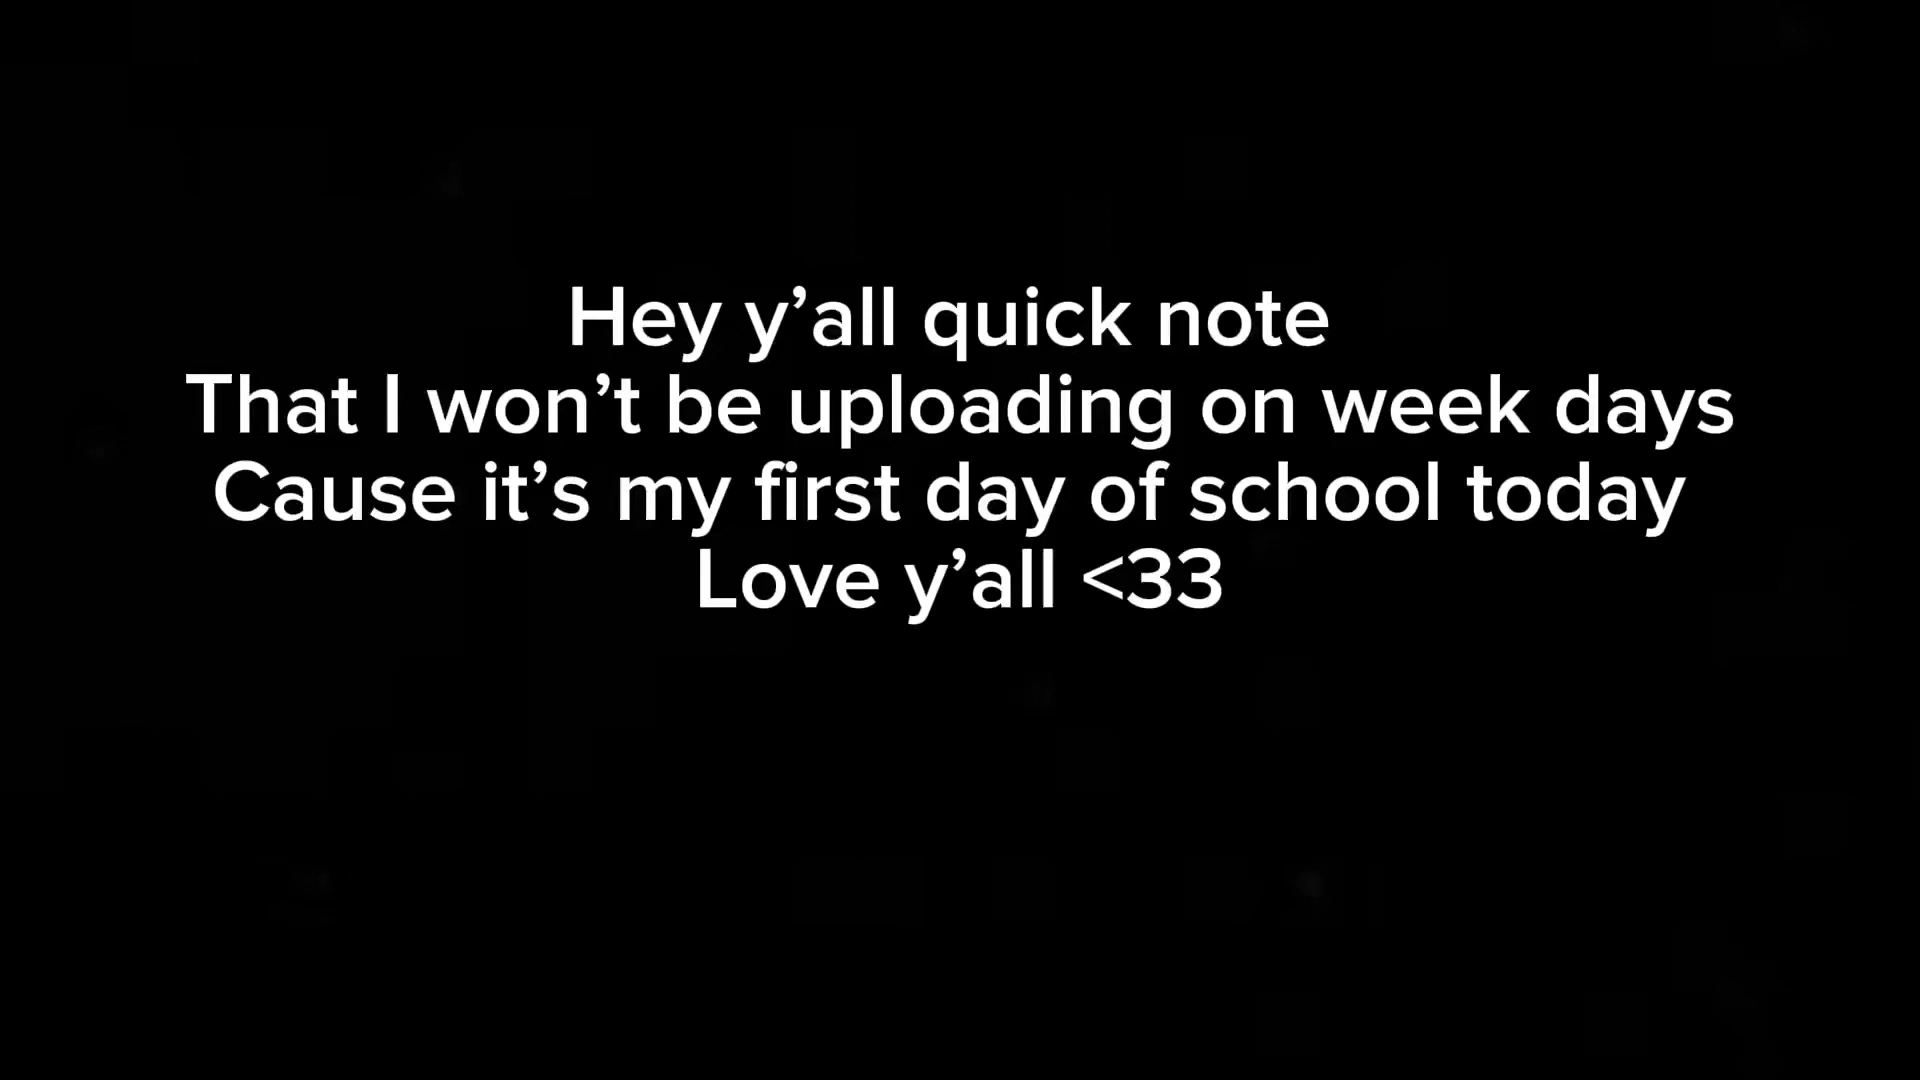 Hey y’all quick note
That I won’t be uploading on week days
Cause it’s my first day of school today
Love y’all <33